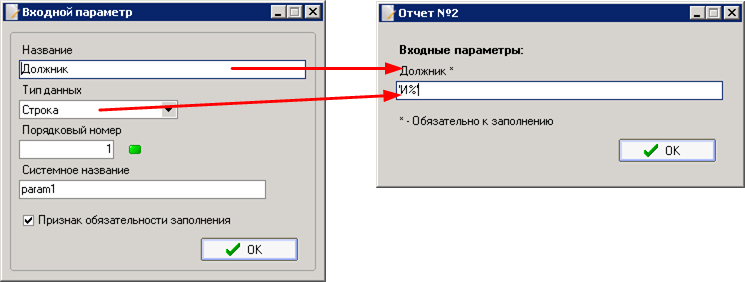 Входной параметр
Название
Должник
Тип данных
Строка
Порядковый номер
1
Системное название
param1
Признак обязательности заполнения
OK
Отчет №2
Входные параметры:
Должник *
'И%'
* - Обязательно к заполнению
OK